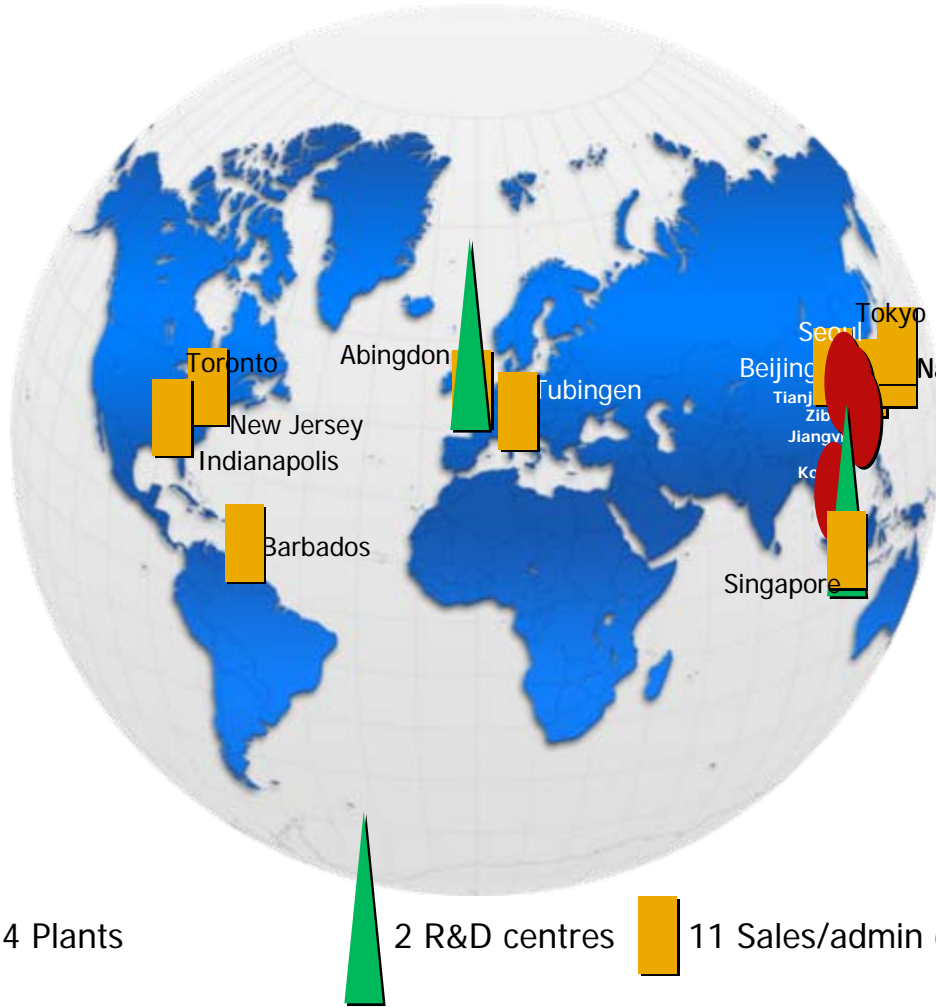 Tokyo
Seoul
Abingdon
Toronto
Beijing
Tubingen
New Jersey
Indianapolis
Barbados
Singapore
4 Plants
2 R&D centres
11 Sales/admin